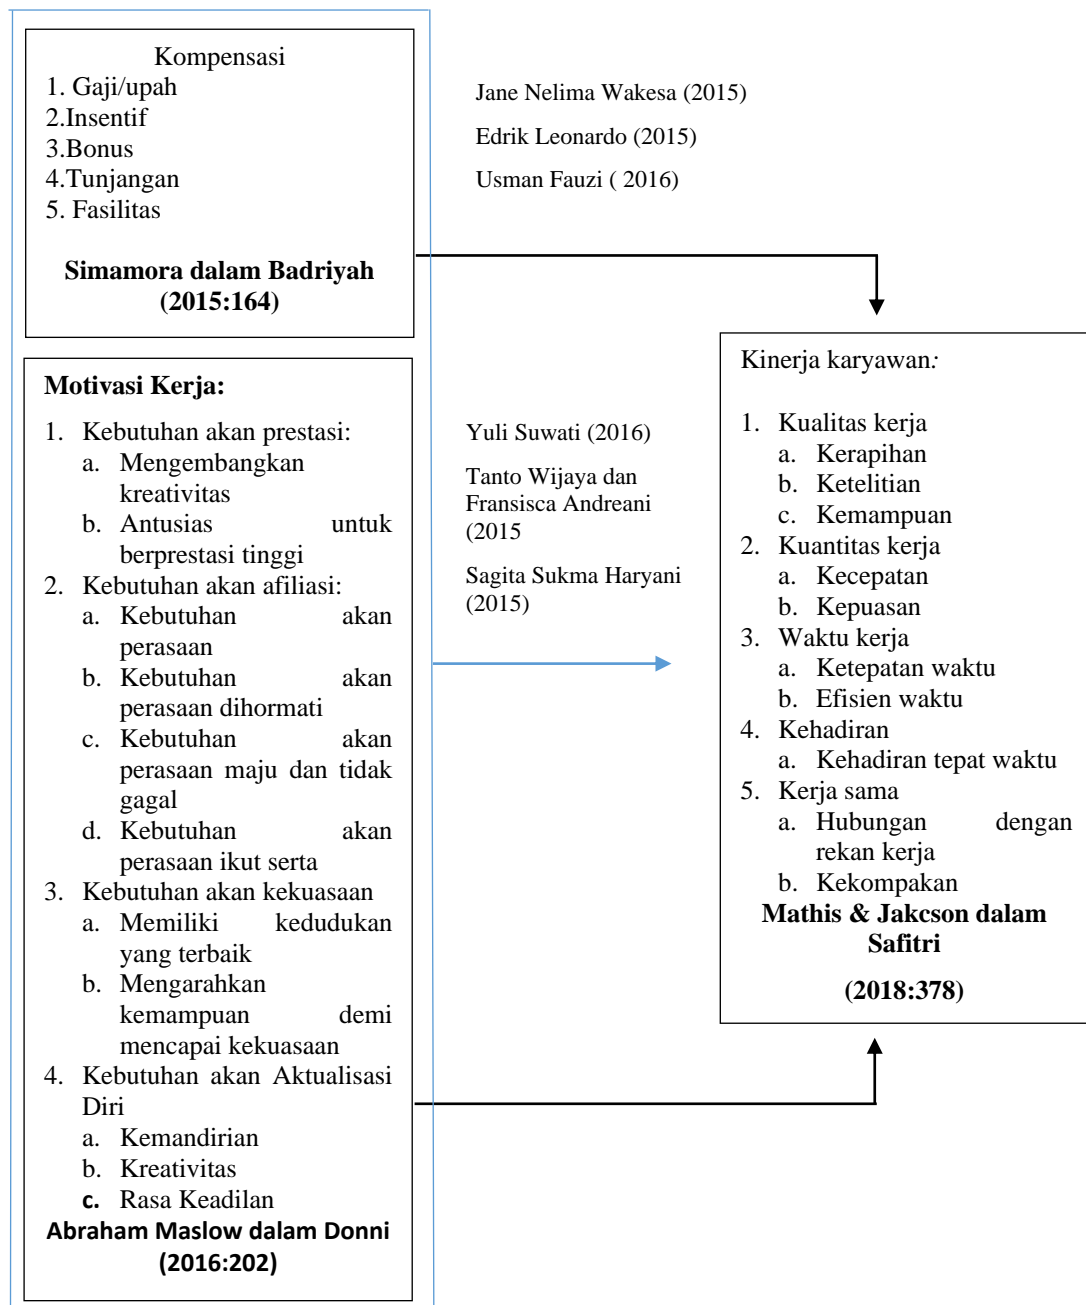 Kompensasi
1. Gaji/upah
2.Insentif
3.Bonus
4.Tunjangan
5. Fasilitas
Simamora dalam Badriyah
(2015:164)
Jane Nelima Wakesa (2015)
Edrik Leonardo (2015)
Usman Fauzi ( 2016)
Motivasi Kerja:
1. Kebutuhan akan prestasi:
a. Mengembangkan
kreativitas
b. Antusias untuk
berprestasi tinggi
2. Kebutuhan akan afiliasi:
a. Kebutuhan akan
perasaan
b. Kebutuhan akan
perasaan dihormati
c. Kebutuhan akan
perasaan maju dan tidak
gagal
d. Kebutuhan akan
perasaan ikut serta
3. Kebutuhan akan kekuasaan
a. Memiliki kedudukan
yang terbaik
b. Mengarahkan
kemampuan demi
mencapai kekuasaan
4. Kebutuhan akan Aktualisasi
Diri
a. Kemandirian
b. Kreativitas
c. Rasa Keadilan
Abraham Maslow dalam Donni
(2016:202)
Yuli Suwati (2016)
Tanto Wijaya dan
Fransisca Andreani
(2015
Sagita Sukma Haryani
(2015)
Kinerja karyawan:
1. Kualitas kerja
a. Kerapihan
b. Ketelitian
c. Kemampuan
2. Kuantitas kerja
a. Kecepatan
b. Kepuasan
3. Waktu kerja
a. Ketepatan waktu
b. Efisien waktu
4. Kehadiran
a. Kehadiran tepat waktu
5. Kerja sama
a. Hubungan dengan
rekan kerja
b. Kekompakan
Mathis & Jakcson dalam
Safitri
(2018:378)